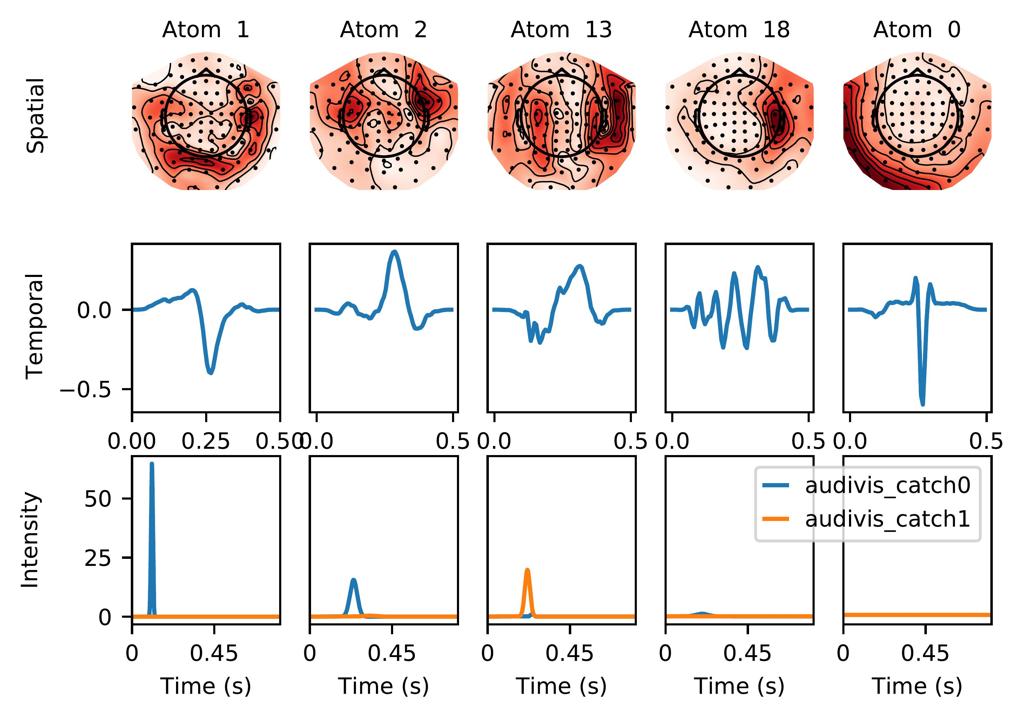 Atom 1 Atom 2 Atom 13 Atom 18 Atom 0
Spatial
Temporal
0.0
−0.5
0.00 0.25 0.50 0.0 0.5 0.0 0.5 0.0 0.5 0.0 0.5
Intensity
50
25
0
audivis_catch0
audivis_catch1
0 0.45 0 0.45 0 0.45 0 0.45 0 0.45
Time (s) Time (s) Time (s) Time (s) Time (s)